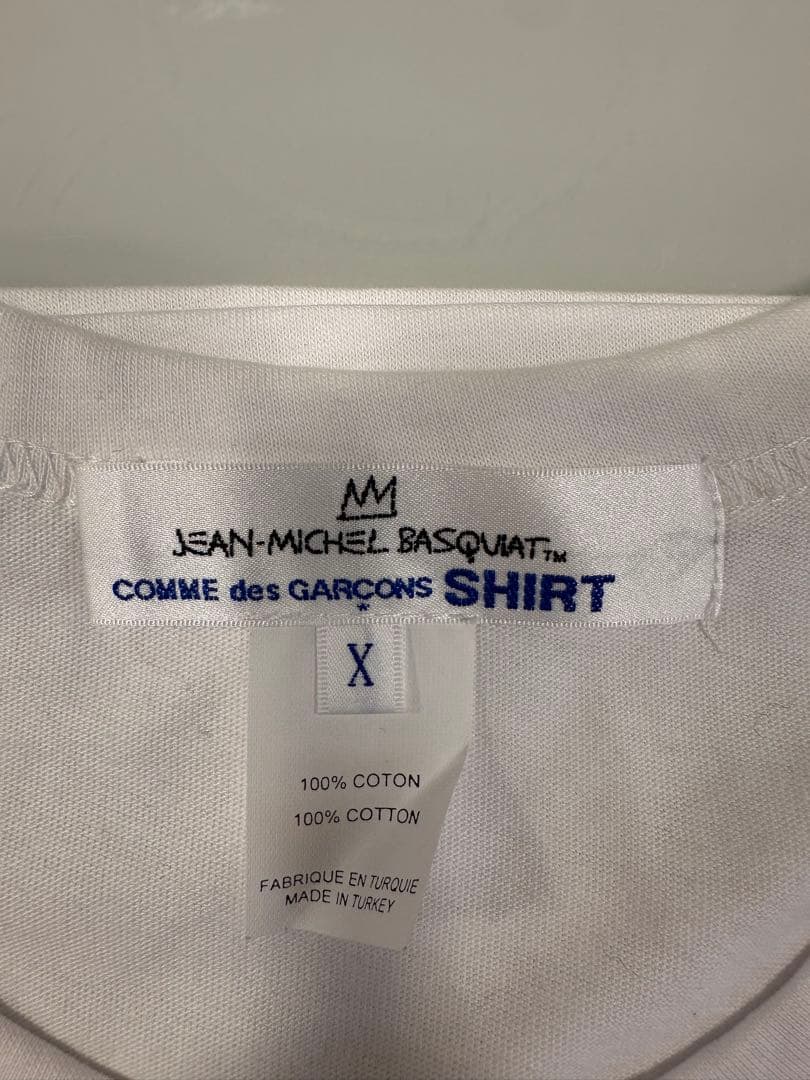 JEAN-MICHEL BASQUIAT™
COMME des GARÇONS SHIRT
X
100% COTON
100% COTTON
FABRIQUE EN TURQUIE
MADE IN TURKEY